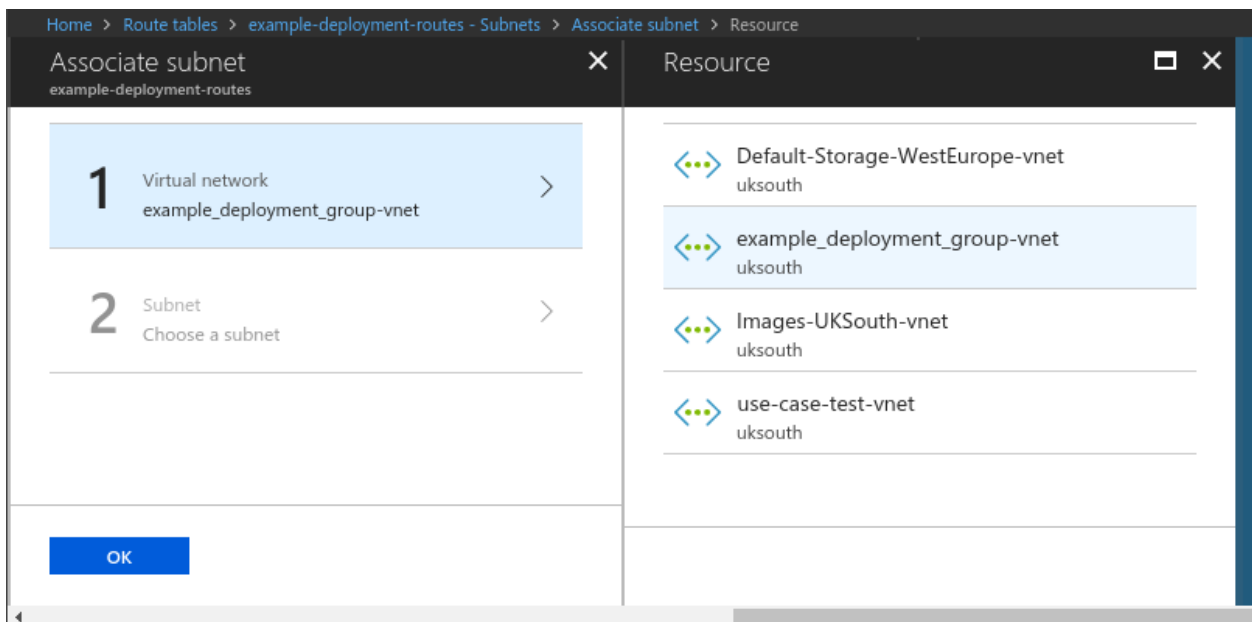 Home > Route tables > example-deployment-routes - Subnets > Associate subnet > Resource
Associate subnet
example-deployment-routes
1
Virtual network
example_deployment_group-vnet
2
Subnet
Choose a subnet
OK
Resource
Default-Storage-WestEurope-vnet
uksouth
example_deployment_group-vnet
uksouth
Images-UKSouth-vnet
uksouth
use-case-test-vnet
uksouth